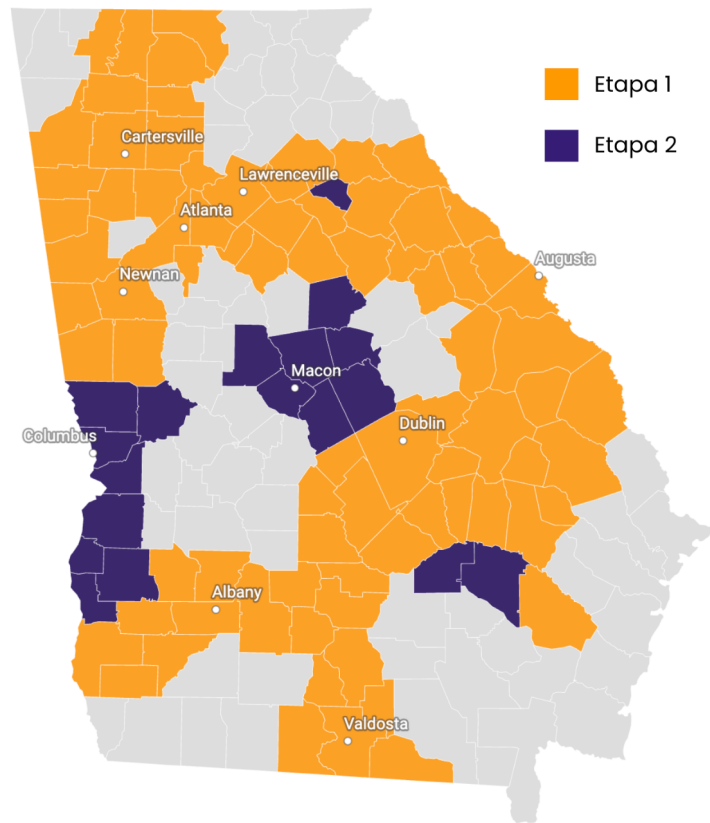 Etapa 1
Etapa 2
Cartersville
Lawrenceville
Atlanta
Augusta
Newnan
Macon
Dublin
Columbus
Albany
Valdosta